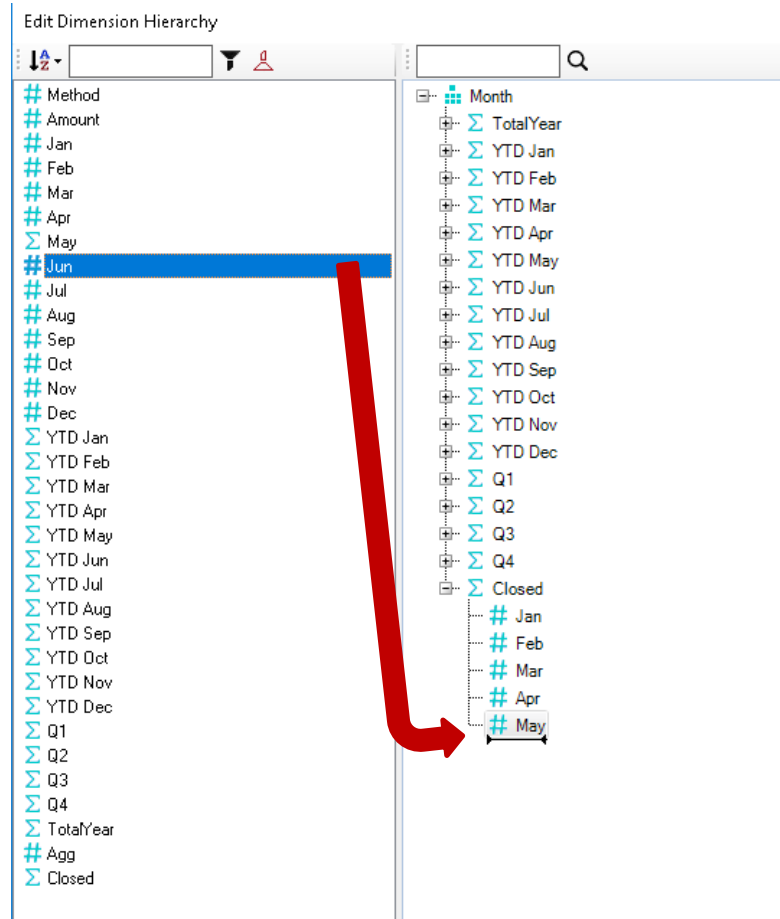 Edit Dimension Hierarchy
Method
Amount
Jan
Feb
Mar
Apr
May
Jun
Jul
Aug
Sep
Oct
Nov
Dec
YTD Jan
YTD Feb
YTD Mar
YTD Apr
YTD May
YTD Jun
YTD Jul
YTD Aug
YTD Sep
YTD Oct
YTD Nov
YTD Dec
Q1
Q2
Q3
Q4
TotalYear
Agg
Closed
Month
TotalYear
YTD Jan
YTD Feb
YTD Mar
YTD Apr
YTD May
YTD Jun
YTD Jul
YTD Aug
YTD Sep
YTD Oct
YTD Nov
YTD Dec
Q1
Q2
Q3
Q4
Closed
Jan
Feb
Mar
Apr
May